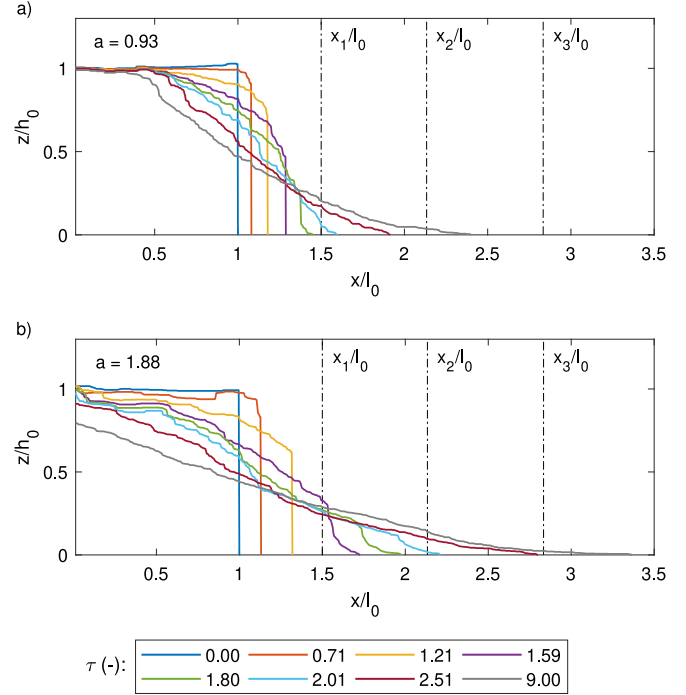 a)
a = 0.93
x1/l0
x2/l0
x3/l0
1
0.5
0
z/h0
0.5
1
1.5
2
2.5
3
3.5
x/l0
b)
a = 1.88
x1/l0
x2/l0
x3/l0
1
0.5
0
z/h0
0.5
1
1.5
2
2.5
3
3.5
x/l0
τ (-):
0.00
0.71
1.21
1.59
1.80
2.01
2.51
9.00